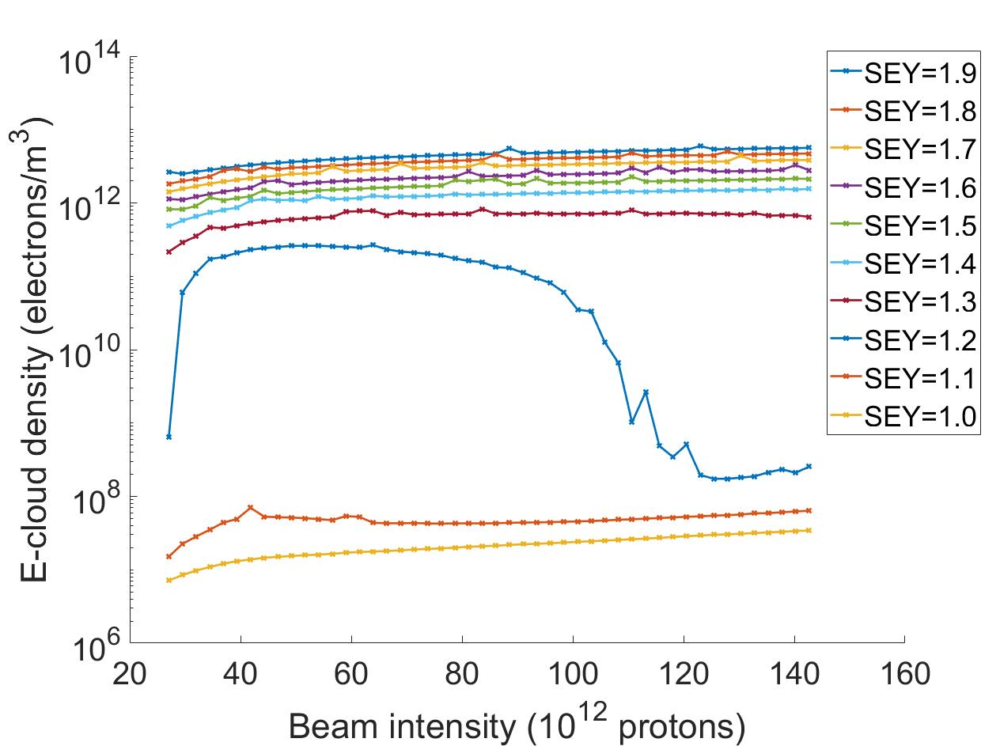 10^14
10^12
10^10
10^8
10^6
E-cloud density (electrons/m^3)
20 40 60 80 100 120 140 160
Beam intensity (10^12 protons)
SEY=1.9
SEY=1.8
SEY=1.7
SEY=1.6
SEY=1.5
SEY=1.4
SEY=1.3
SEY=1.2
SEY=1.1
SEY=1.0